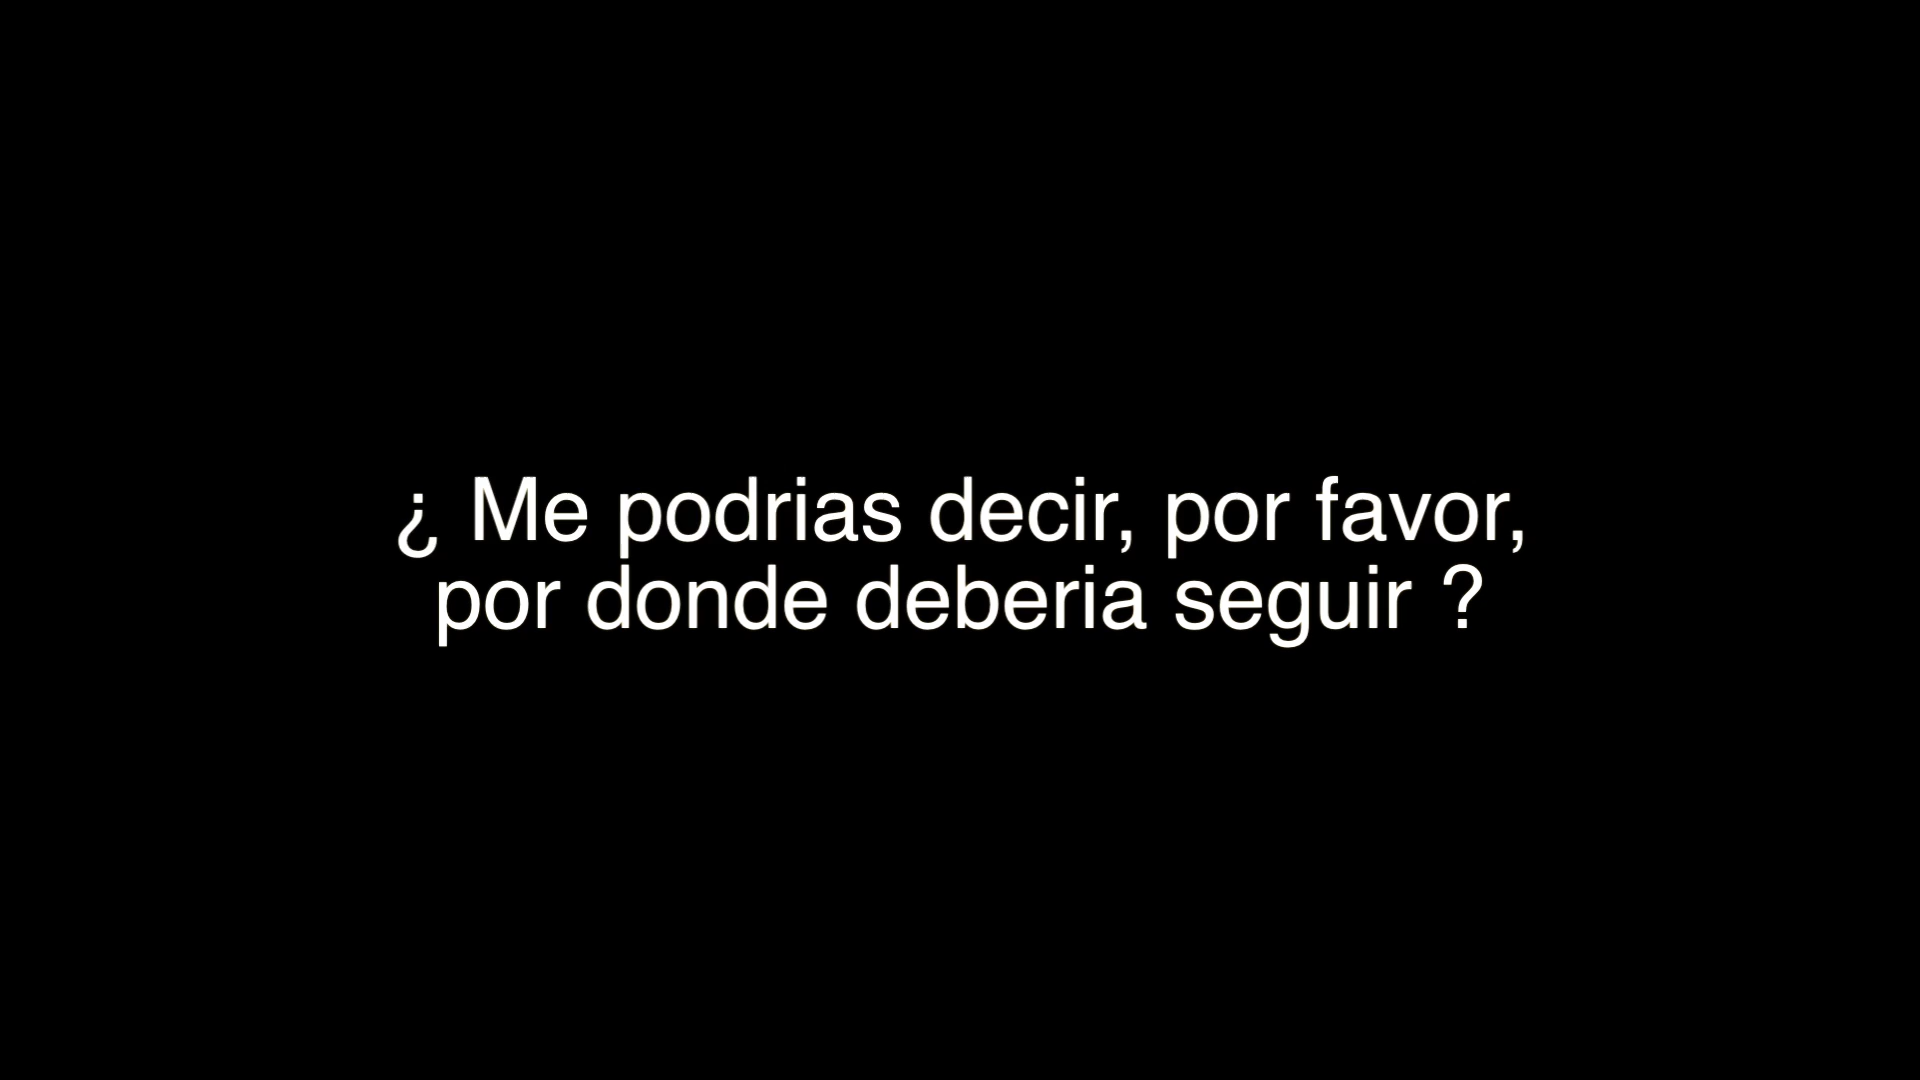 ¿ Me podrias decir, por favor,
por donde deberia seguir ?